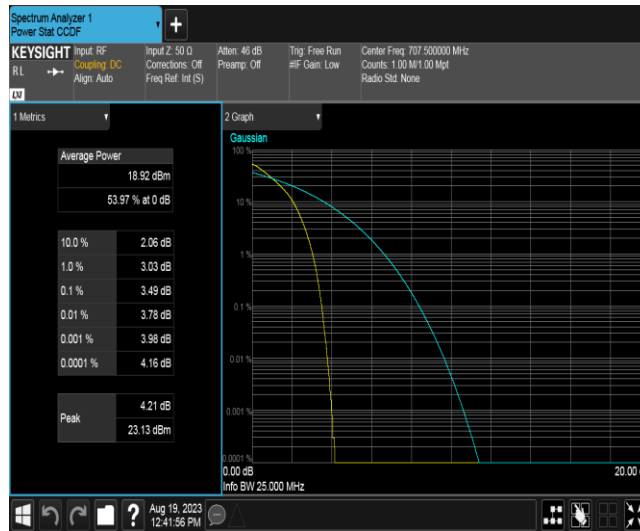 Spectrum Analyzer 1
Power Stat CCDF
+
KEYSIGHT
RL
LXI
Input: RF
Coupling: DC
Align: Auto
Input Z: 50 Ω
Corrections: Off
Freq Ref: Int (S)
Atten: 46 dB
Preamp: Off
Trig: Free Run
#IF Gain: Low
Center Freq: 707.500000 MHz
Counts: 1.00 M/1.00 Mpt
Radio Std: None
1 Metrics
Average Power
18.92 dBm
53.97 % at 0 dB
10.0 % 2.06 dB
1.0 % 3.03 dB
0.1 % 3.49 dB
0.01 % 3.78 dB
0.001 % 3.98 dB
0.0001 % 4.16 dB
Peak
4.21 dB
23.13 dBm
2 Graph
Gaussian
100 %
10 %
1 %
0.1 %
0.01 %
0.001 %
0.0001 %
0.00 dB
20.00
Info BW 25.000 MHz
?
Aug 19, 2023
12:41:56 PM